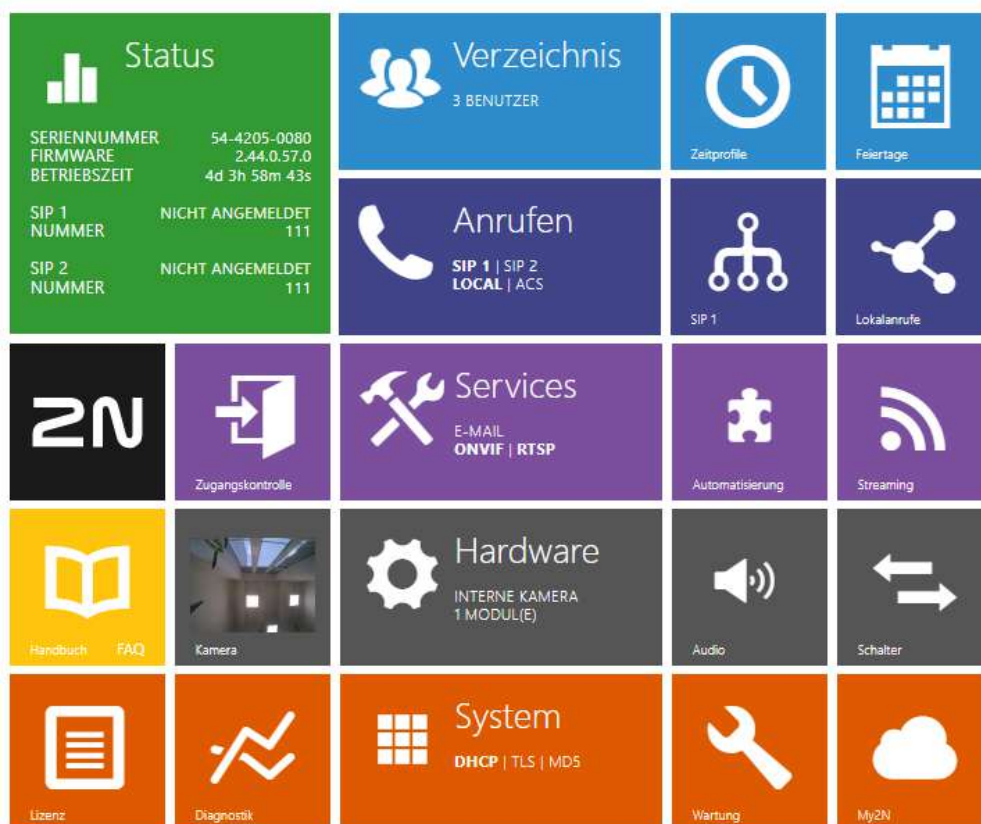 Status
SERIENNUMMER 54-4205-0080
FIRMWARE 2.44.0.57.0
BETRIEBSZEIT 4d 3h 58m 43s
SIP 1 NICHT ANGEMELDET
NUMMER 111
SIP 2 NICHT ANGEMELDET
NUMMER 111
Verzeichnis
3 BENUTZER
Zeitprofile
Feiertage
Anrufen
SIP 1 | SIP 2
LOCAL | ACS
SIP 1
Lokalanrufe
2N
Zugangskontrolle
Services
E-MAIL
ONVIF | RTSP
Automatisierung
Streaming
Handbuch FAQ
Kamera
Hardware
INTERNE KAMERA
1 MODUL(E)
Audio
Schalter
Lizenz
Diagnostik
System
DHCP | TLS | MD5
Wartung
My2N